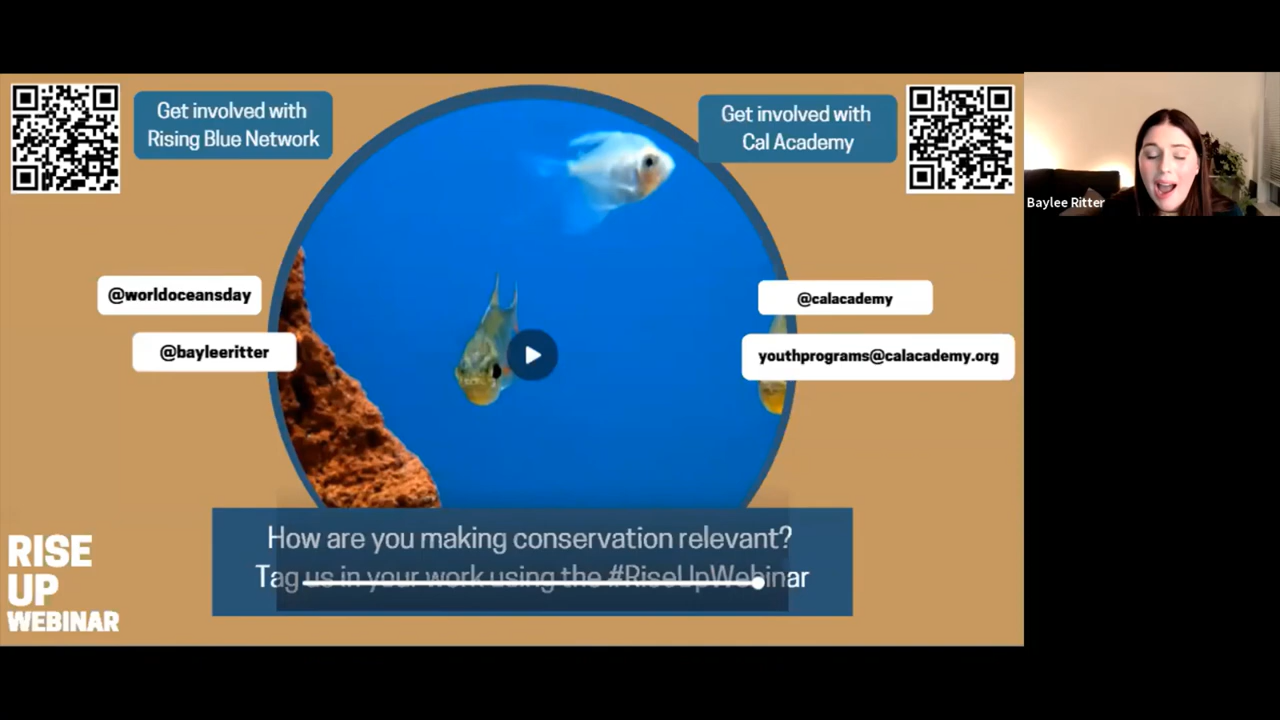 Get involved with
Rising Blue Network
Get involved with
Cal Academy
Baylee Ritter
@worldoceansday
@calacademy
@bayleeritter
youthprograms@calacademy.org
How are you making conservation relevant?
Tag us in your work using the #RiseUpWebinar
RISE
UP
WEBINAR